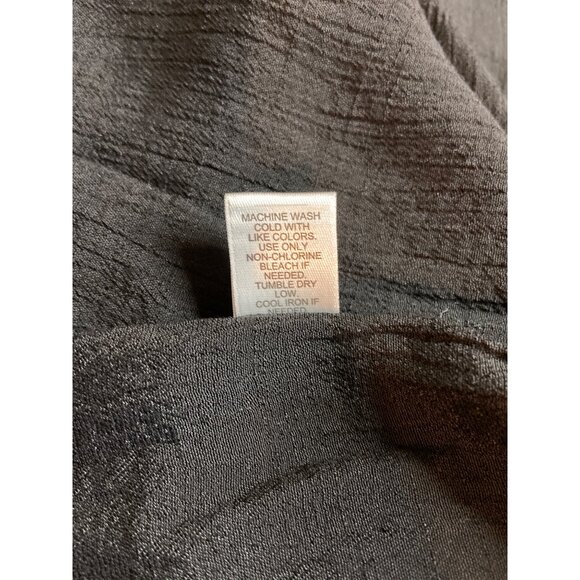 MACHINE WASH
COLD WITH
LIKE COLORS.
USE ONLY
NON-CHLORINE
BLEACH IF
NEEDED.
TUMBLE DRY
LOW.
COOL IRON IF
NEEDED